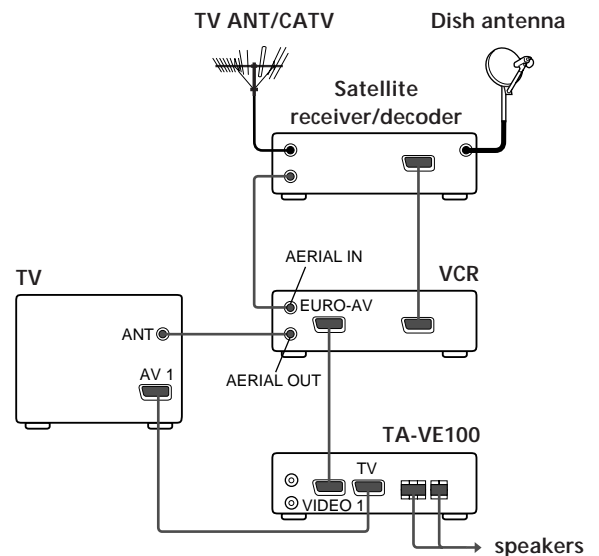 TV ANT/CATV
Dish antenna
Satellite
receiver/decoder
AERIAL IN
TV
VCR
EURO-AV
ANT
AV 1
AERIAL OUT
TA-VE100
TV
VIDEO 1
speakers